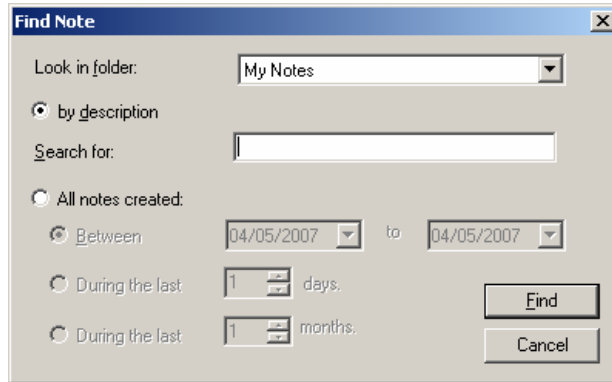 Find Note
Look in folder: My Notes
by description
Search for:
All notes created:
Between 04/05/2007 to 04/05/2007
During the last 1 days.
During the last 1 months.
Find
Cancel